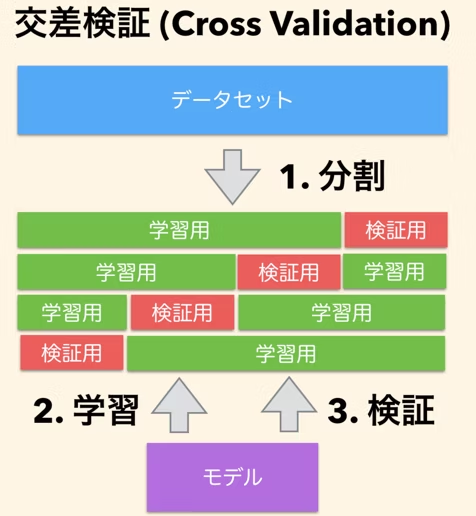 交差検証 (Cross Validation)
データセット
1. 分割
学習用 検証用
学習用 検証用 学習用
学習用 検証用 学習用
検証用 学習用
2. 学習 3. 検証
モデル